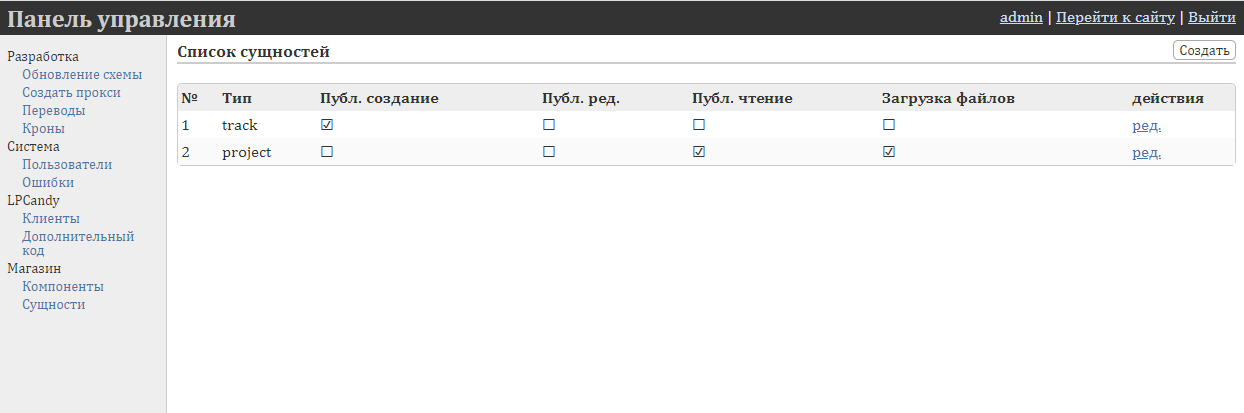 Панель управления
admin | Перейти к сайту | Выйти
Разработка
Обновление схемы
Создать прокси
Переводы
Кроны
Система
Пользователи
Ошибки
LPCandy
Клиенты
Дополнительный
код
Магазин
Компоненты
Сущности
Список сущностей
Создать
№ Тип Публ. создание Публ. ред. Публ. чтение Загрузка файлов действия
1 track ☑ ☐ ☐ ☐ ред.
2 project ☐ ☐ ☑ ☑ ред.